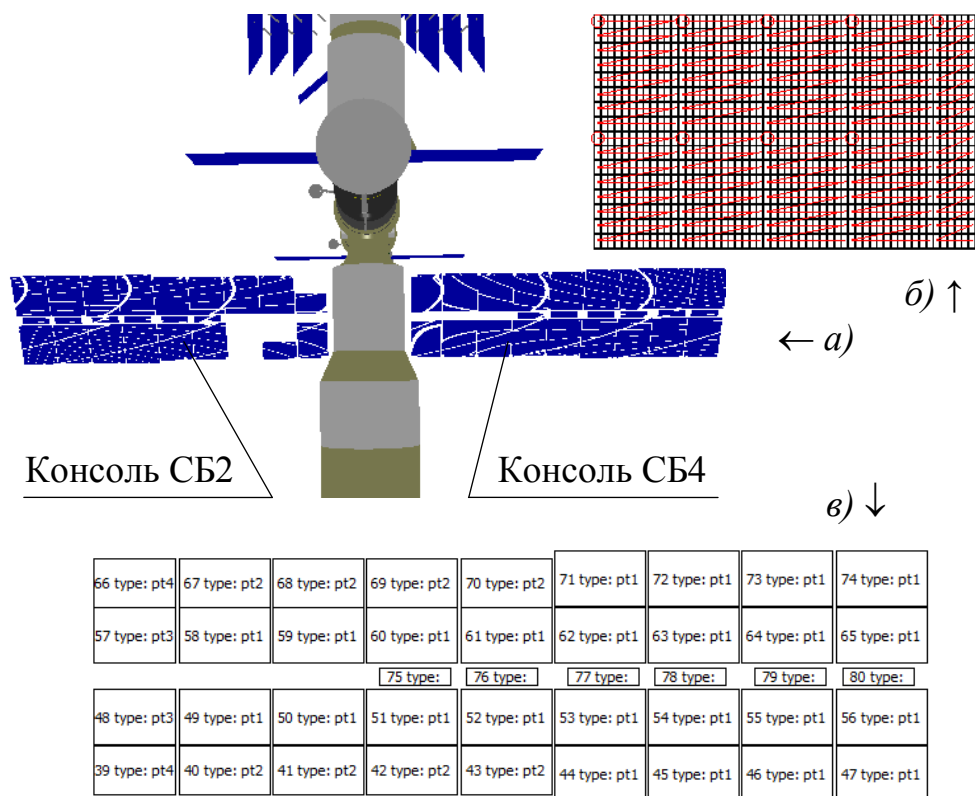 б) ↑
← а)
Консоль СБ2
Консоль СБ4
в) ↓
66 type: pt4 67 type: pt2 68 type: pt2 69 type: pt2 70 type: pt2 71 type: pt1 72 type: pt1 73 type: pt1 74 type: pt1
57 type: pt3 58 type: pt1 59 type: pt1 60 type: pt1 61 type: pt1 62 type: pt1 63 type: pt1 64 type: pt1 65 type: pt1
75 type: 76 type: 77 type: 78 type: 79 type: 80 type:
48 type: pt3 49 type: pt1 50 type: pt1 51 type: pt1 52 type: pt1 53 type: pt1 54 type: pt1 55 type: pt1 56 type: pt1
39 type: pt4 40 type: pt2 41 type: pt2 42 type: pt2 43 type: pt2 44 type: pt1 45 type: pt1 46 type: pt1 47 type: pt1